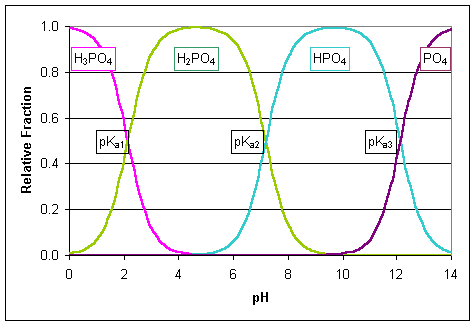 1.0
0.8
0.6
0.4
0.2
0.0
Relative Fraction
H₃PO₄
H₂PO₄
HPO₄
PO₄
pKₐ₁
pKₐ₂
pKₐ₃
0 2 4 6 8 10 12 14
pH